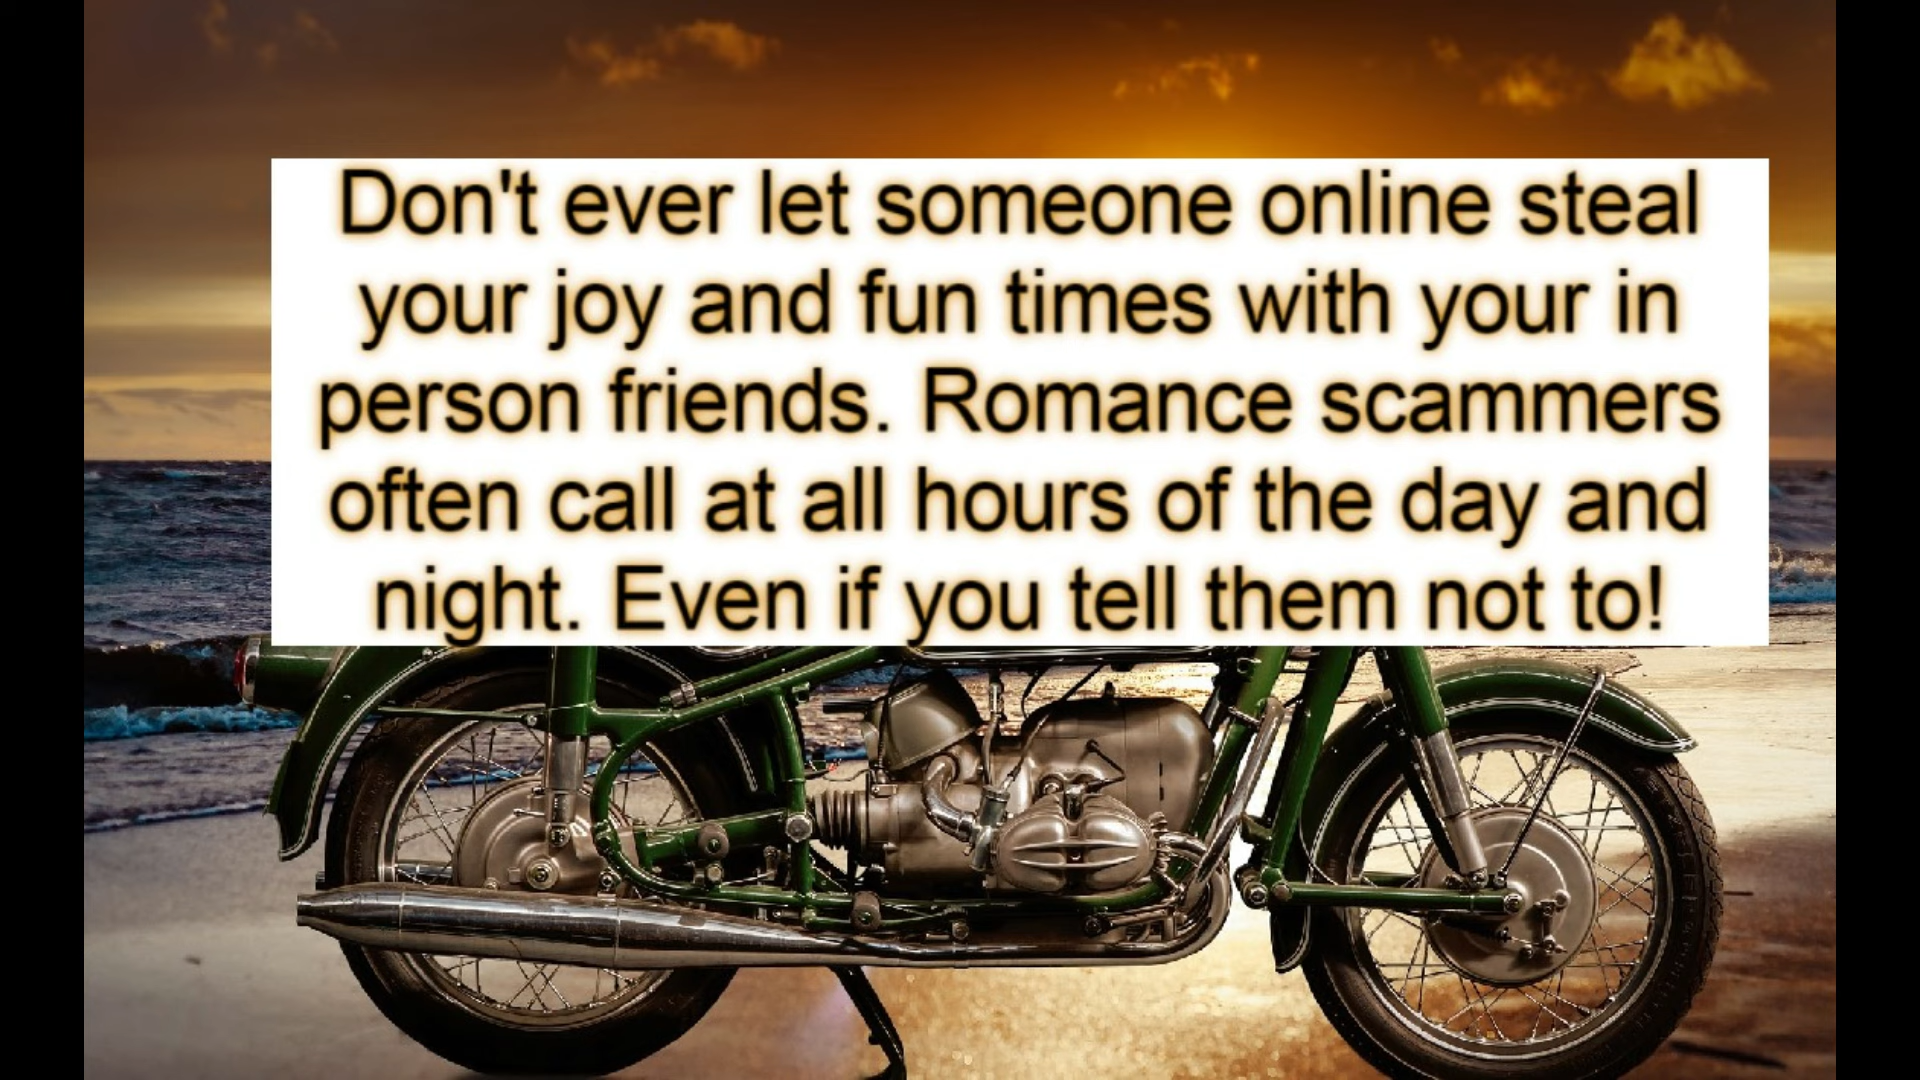 Don't ever let someone online steal
your joy and fun times with your in
person friends. Romance scammers
often call at all hours of the day and
night. Even if you tell them not to!